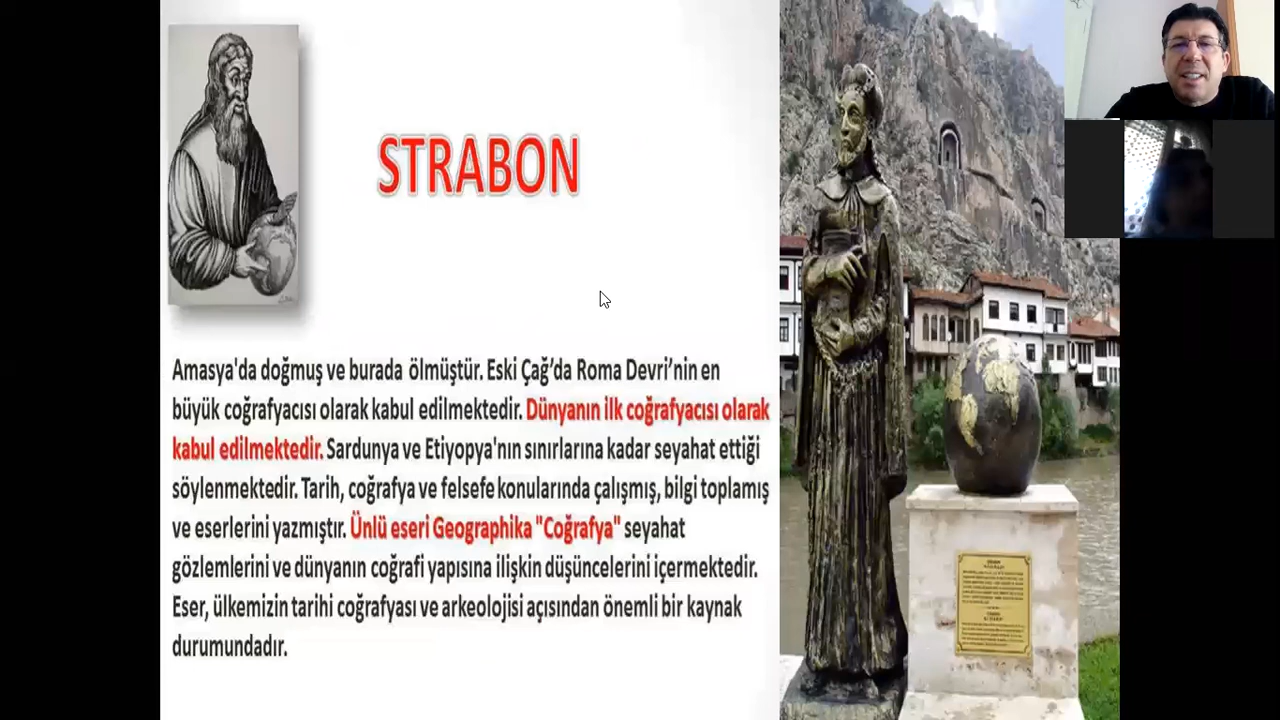 STRABON
Amasya'da doğmuş ve burada ölmüştür. Eski Çağ’da Roma Devri’nin en
büyük coğrafyacısı olarak kabul edilmektedir. Dünyanın ilk coğrafyacısı olarak
kabul edilmektedir. Sardunya ve Etiyopya'nın sınırlarına kadar seyahat ettiği
söylenmektedir. Tarih, coğrafya ve felsefe konularında çalışmış, bilgi toplamış
ve eserlerini yazmıştır. Ünlü eseri Geographika "Coğrafya" seyahat
gözlemlerini ve dünyanın coğrafi yapısına ilişkin düşüncelerini içermektedir.
Eser, ülkemizin tarihi coğrafyası ve arkeolojisi açısından önemli bir kaynak
durumundadır.